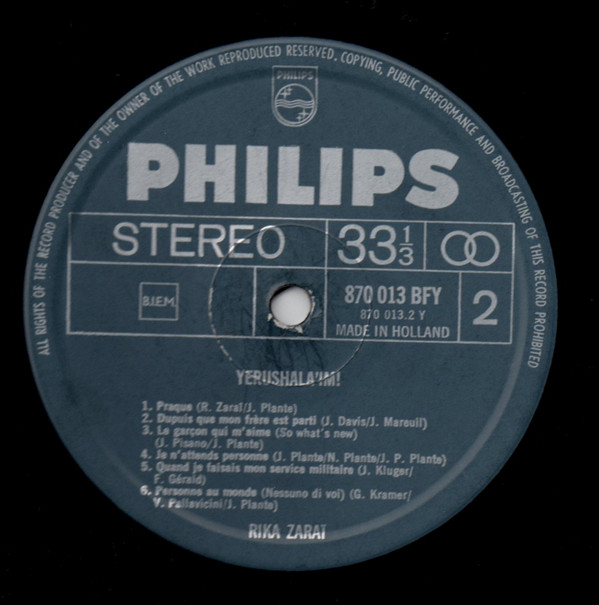 ALL RIGHTS OF THE RECORD PRODUCER AND OF THE OWNER OF THE WORK REPRODUCED RESERVED. COPYING, PUBLIC PERFORMANCE AND BROADCASTING OF THIS RECORD PROHIBITED
PHILIPS
PHILIPS
STEREO 33⅓
B.I.E.M. 870 013 BFY 2
870 013.2 Y
MADE IN HOLLAND
YERUSHALA'IM!
1. Prague (R. Zaraï/J. Plante)
2. Dupuis que mon frère est parti (J. Davis/J. Mareuil)
3. Le garçon qui m'aime (So what's new)
(J. Pisano/J. Plante)
4. Je n'attends personne (J. Plante/N. Plante/J. P. Plante)
5. Quand je faisais mon service militaire (J. Kluger/
F. Gérald)
6. Personne au monde (Nessuno di voi) (G. Kramer/
V. Pallavicini/J. Plante)
RIKA ZARAÏ